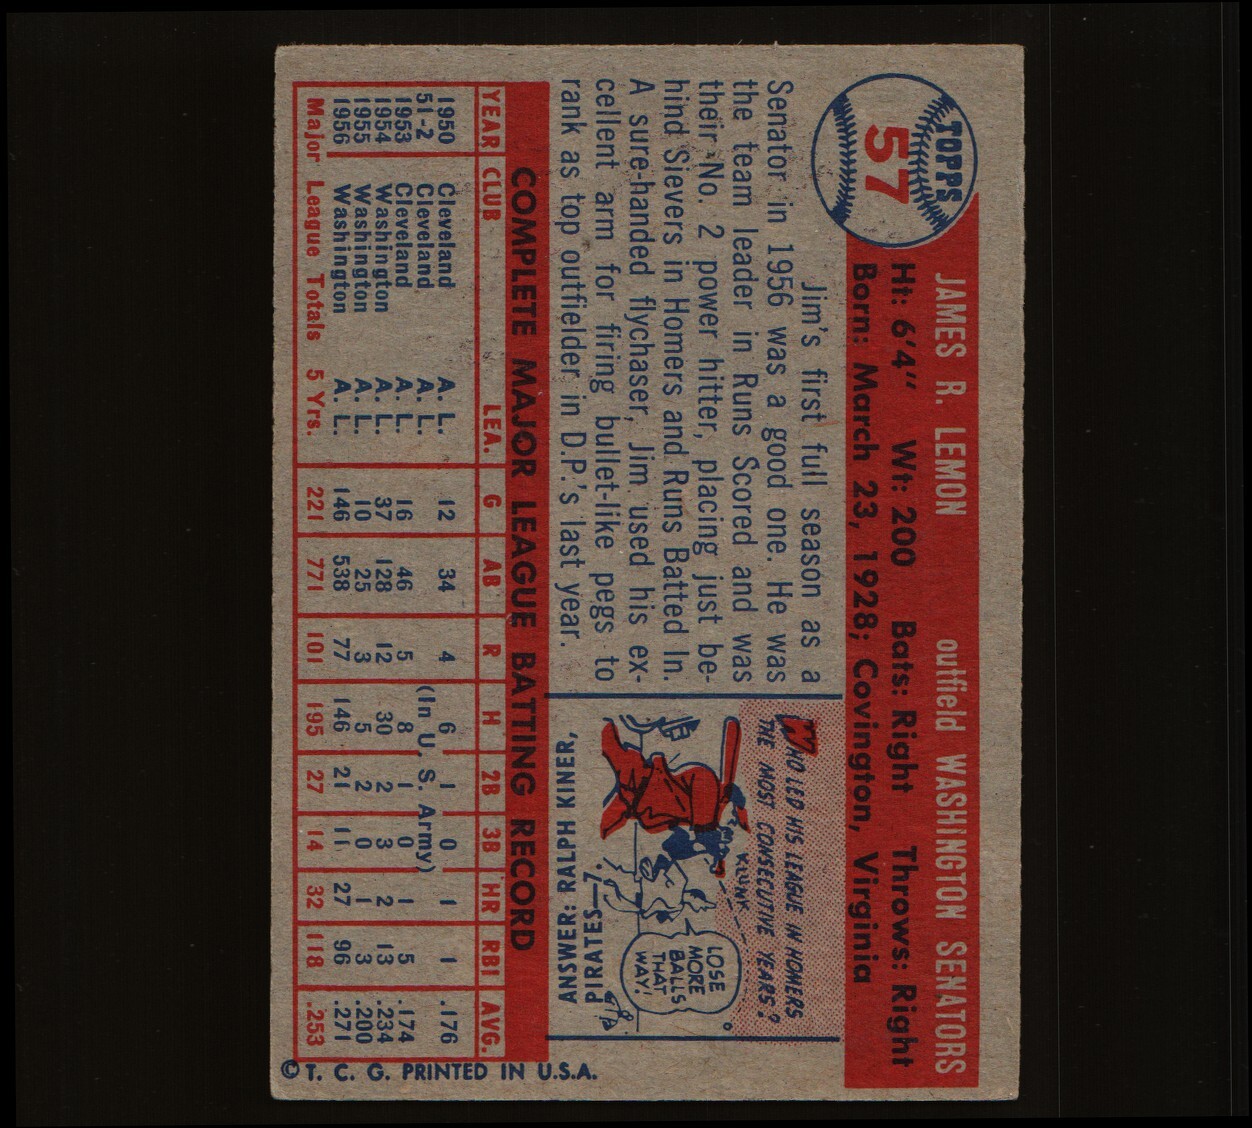 TOPPS
57
JAMES R. LEMON outfield WASHINGTON SENATORS
Ht: 6'4" Wt: 200 Bats: Right Throws: Right
Born: March 23, 1928; Covington, Virginia
Jim's first full season as a
Senator in 1956 was a good one. He was
the team leader in Runs Scored and was
their No. 2 power hitter, placing just be-
hind Sievers in Homers and Runs Batted In.
A sure-handed flychaser, Jim used his ex-
cellent arm for firing bullet-like pegs to
rank as top outfielder in D.P.'s last year.
WHO LED HIS LEAGUE IN HOMERS
THE MOST CONSECUTIVE YEARS?
KLUNK
LOSE
MORE
BALLS
THAT
WAY!
ANSWER: RALPH KINER,
PIRATES—7.
COMPLETE MAJOR LEAGUE BATTING RECORD
YEAR CLUB LEA. G AB R H 2B 3B HR RBI AVG.
1950 Cleveland A. L. 12 34 4 6 1 0 1 1 .176
51-2 Cleveland A. L. (In U. S. Army)
1953 Cleveland A. L. 16 46 5 8 1 0 1 5 .174
1954 Washington A. L. 37 128 12 30 2 3 2 13 .234
1955 Washington A. L. 10 25 3 5 2 0 1 3 .200
1956 Washington A. L. 146 538 77 146 21 11 27 96 .271
Major League Totals 5 Yrs. 221 771 101 195 27 14 32 118 .253
© T. C. G. PRINTED IN U.S.A.